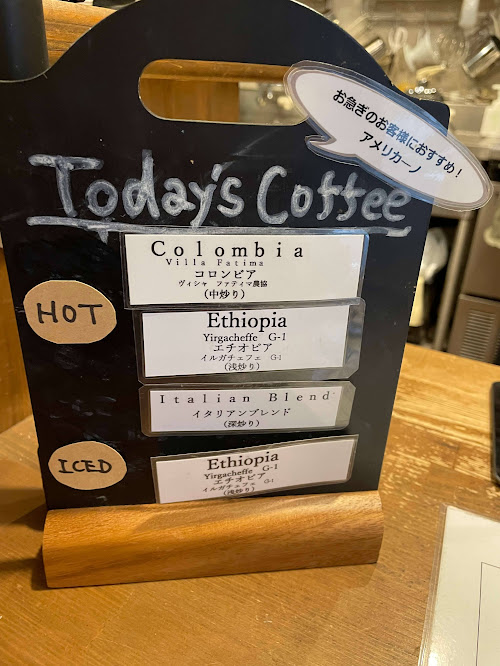 お急ぎのお客様におすすめ！
アメリカーノ
Today's Coffee
HOT
Colombia
Villa Fatima
コロンビア
ヴィシャ ファティマ農協
（中炒り）
Ethiopia
Yirgacheffe G-1
エチオピア
イルガチェフェ G-1
（浅炒り）
Italian Blend
イタリアンブレンド
（深炒り）
ICED
Ethiopia
Yirgacheffe G-1
エチオピア
イルガチェフェ G-1
（浅炒り）